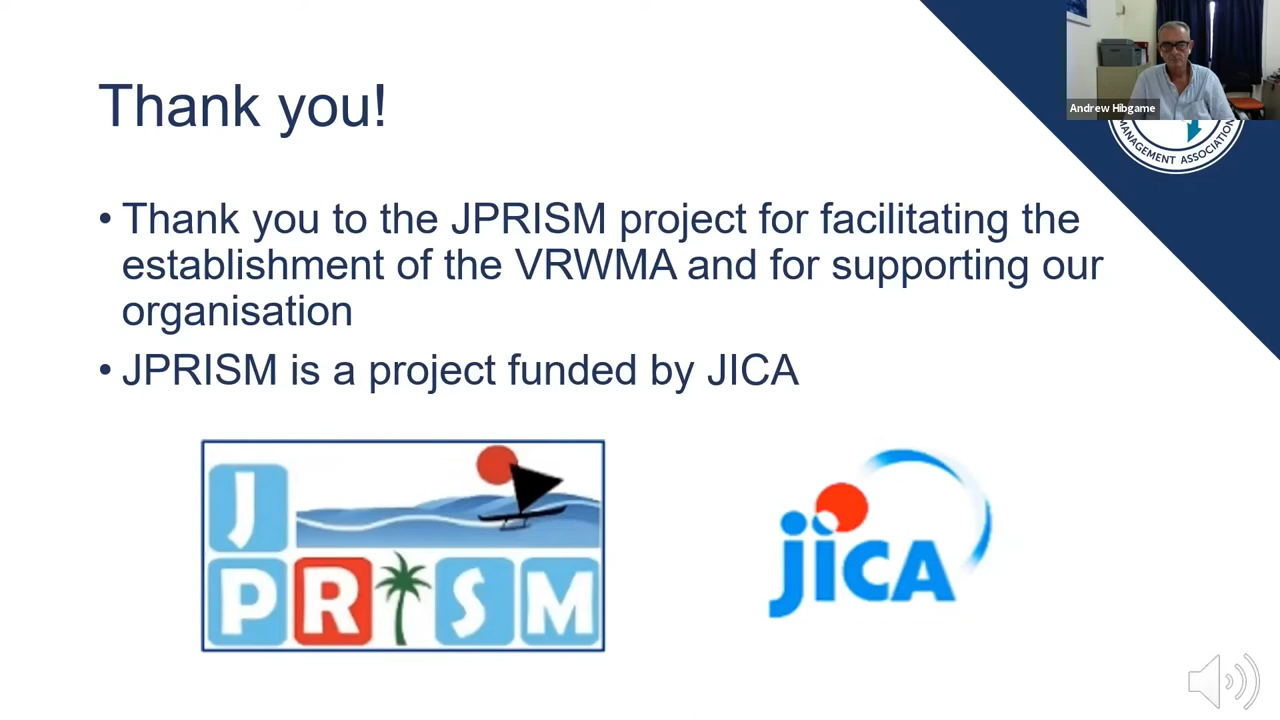 Thank you!
Andrew Hibgame
MANAGEMENT ASSOCIATION
• Thank you to the JPRISM project for facilitating the
establishment of the VRWMA and for supporting our
organisation
• JPRISM is a project funded by JICA
J
PRISM
jiCA